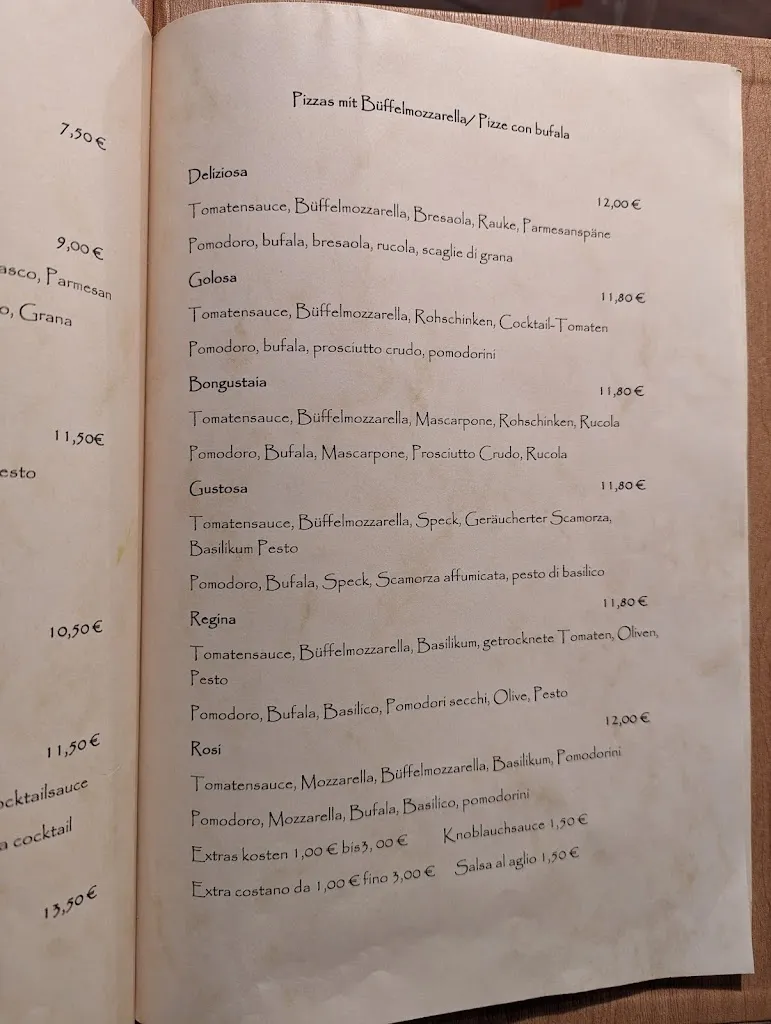 7,50 €
9,00 €
asco, Parmesan
o, Grana
11,50€
esto
10,50 €
11,50 €
ocktailsauce
a cocktail
13,50 €
Pizzas mit Büffelmozzarella/ Pizze con bufala
Deliziosa 12,00 €
Tomatensauce, Büffelmozzarella, Bresaola, Rauke, Parmesanspäne
Pomodoro, bufala, bresaola, rucola, scaglie di grana
Golosa 11,80 €
Tomatensauce, Büffelmozzarella, Rohschinken, Cocktail-Tomaten
Pomodoro, bufala, prosciutto crudo, pomodorini
Bongustaia 11,80 €
Tomatensauce, Büffelmozzarella, Mascarpone, Rohschinken, Rucola
Pomodoro, Bufala, Mascarpone, Prosciutto Crudo, Rucola
Gustosa 11,80 €
Tomatensauce, Büffelmozzarella, Speck, Geräucherter Scamorza,
Basilikum Pesto
Pomodoro, Bufala, Speck, Scamorza affumicata, pesto di basilico
Regina 11,80 €
Tomatensauce, Büffelmozzarella, Basilikum, getrocknete Tomaten, Oliven,
Pesto
Pomodoro, Bufala, Basilico, Pomodori secchi, Olive, Pesto
Rosi 12,00 €
Tomatensauce, Mozzarella, Büffelmozzarella, Basilikum, Pomodorini
Pomodoro, Mozzarella, Bufala, Basilico, pomodorini
Extras kosten 1,00 € bis3, 00 € Knoblauchsauce 1,50 €
Extra costano da 1,00 € fino 3,00 € Salsa al aglio 1,50 €